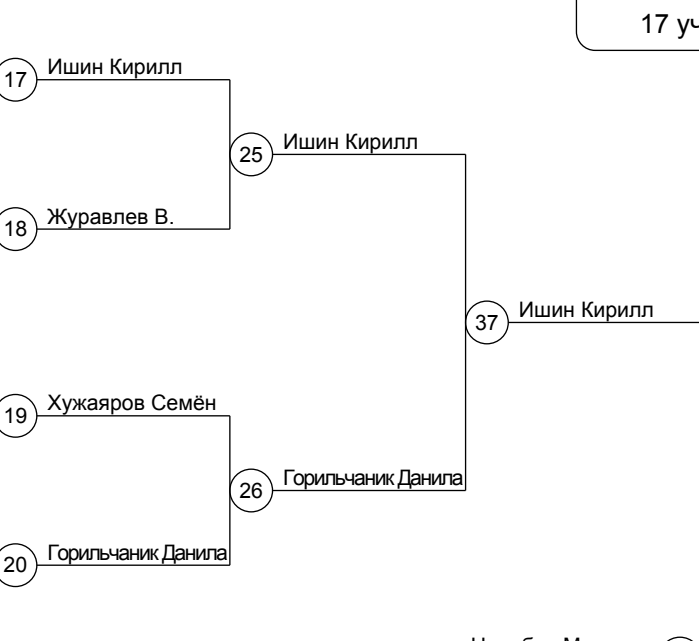 17 уч
17 Ишин Кирилл
25 Ишин Кирилл
18 Журавлев В.
37 Ишин Кирилл
19 Хужаяров Семён
26 Горильчаник Данила
20 Горильчаник Данила